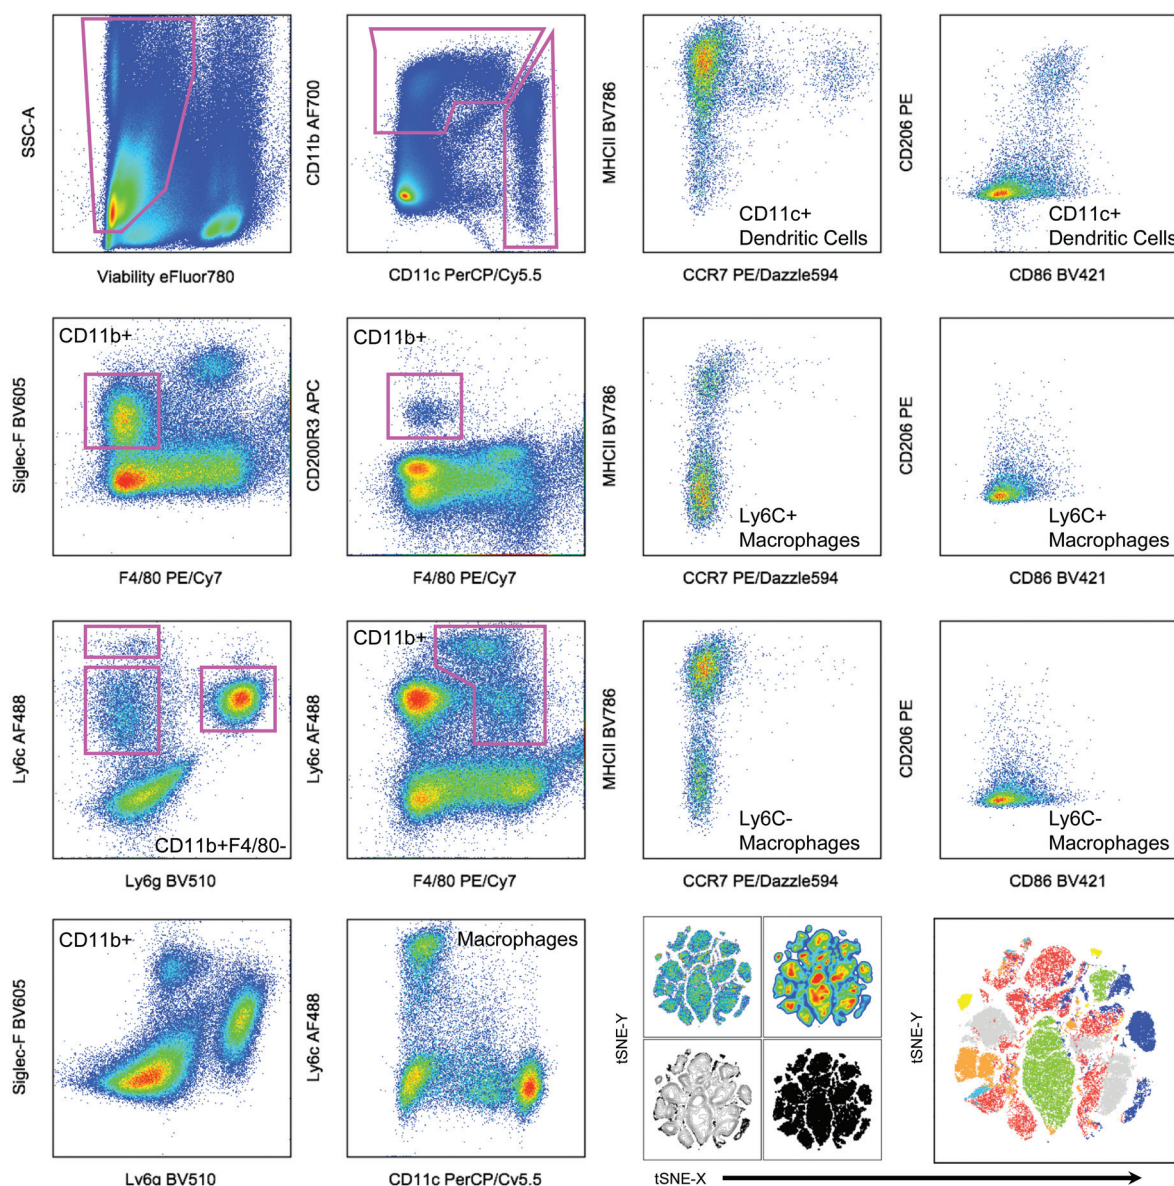 SSC-A
Viability eFluor780
CD11b AF700
CD11c PerCP/Cy5.5
MHCII BV786
CD11c+
Dendritic Cells
CCR7 PE/Dazzle594
CD206 PE
CD11c+
Dendritic Cells
CD86 BV421
Siglec-F BV605
CD11b+
F4/80 PE/Cy7
CD200R3 APC
CD11b+
F4/80 PE/Cy7
MHCII BV786
Ly6C+
Macrophages
CCR7 PE/Dazzle594
CD206 PE
Ly6C+
Macrophages
CD86 BV421
Ly6c AF488
CD11b+F4/80-
Ly6g BV510
Ly6c AF488
CD11b+
F4/80 PE/Cy7
MHCII BV786
Ly6C-
Macrophages
CCR7 PE/Dazzle594
CD206 PE
Ly6C-
Macrophages
CD86 BV421
Siglec-F BV605
CD11b+
Ly6g BV510
Ly6c AF488
Macrophages
CD11c PerCP/Cy5.5
tSNE-Y
tSNE-Y
tSNE-X